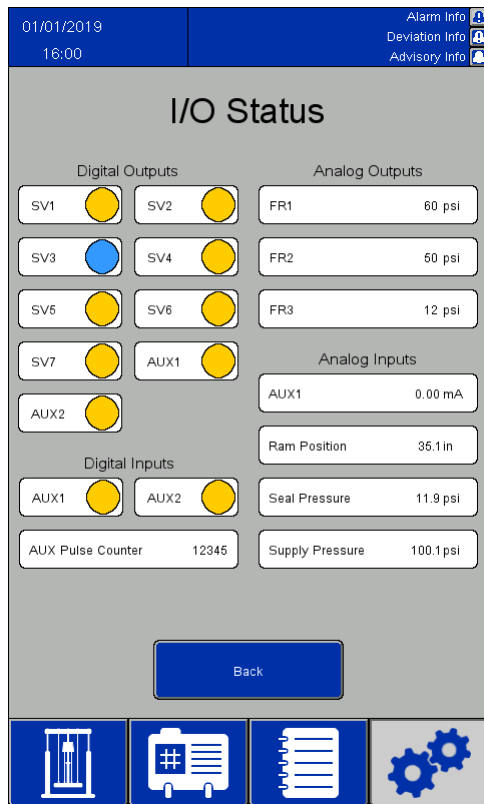 01/01/2019
16:00
Alarm Info
Deviation Info
Advisory Info
I/O Status
Digital Outputs
SV1
SV2
SV3
SV4
SV5
SV6
SV7
AUX1
AUX2
Digital Inputs
AUX1
AUX2
AUX Pulse Counter 12345
Analog Outputs
FR1 60 psi
FR2 50 psi
FR3 12 psi
Analog Inputs
AUX1 0.00 mA
Ram Position 35.1 in
Seal Pressure 11.9 psi
Supply Pressure 100.1 psi
Back
#